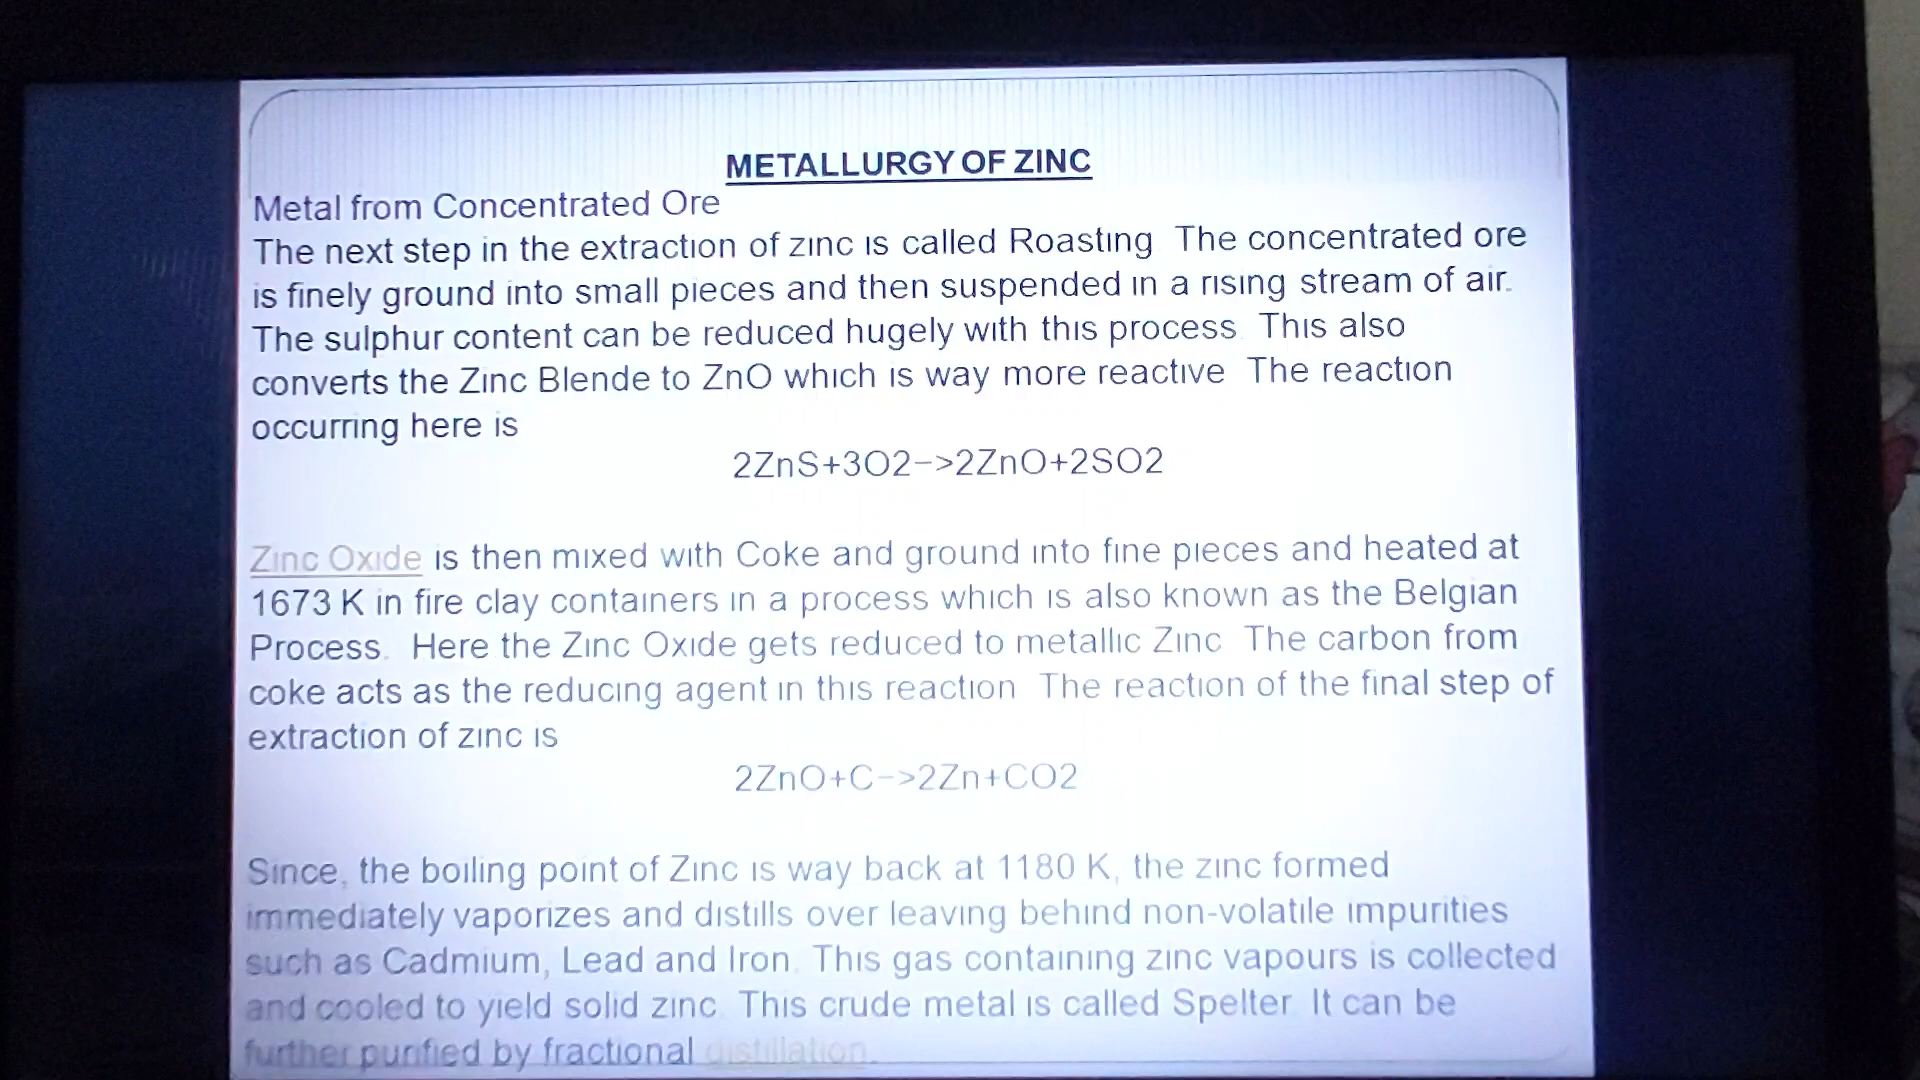 METALLURGY OF ZINC
Metal from Concentrated Ore
The next step in the extraction of zinc is called Roasting The concentrated ore
is finely ground into small pieces and then suspended in a rising stream of air.
The sulphur content can be reduced hugely with this process. This also
converts the Zinc Blende to ZnO which is way more reactive The reaction
occurring here is
2ZnS+3O2->2ZnO+2SO2
Zinc Oxide is then mixed with Coke and ground into fine pieces and heated at
1673 K in fire clay containers in a process which is also known as the Belgian
Process. Here the Zinc Oxide gets reduced to metallic Zinc The carbon from
coke acts as the reducing agent in this reaction The reaction of the final step of
extraction of zinc is
2ZnO+C->2Zn+CO2
Since, the boiling point of Zinc is way back at 1180 K, the zinc formed
immediately vaporizes and distills over leaving behind non-volatile impurities
such as Cadmium, Lead and Iron. This gas containing zinc vapours is collected
and cooled to yield solid zinc. This crude metal is called Spelter. It can be
further purified by fractional distillation.